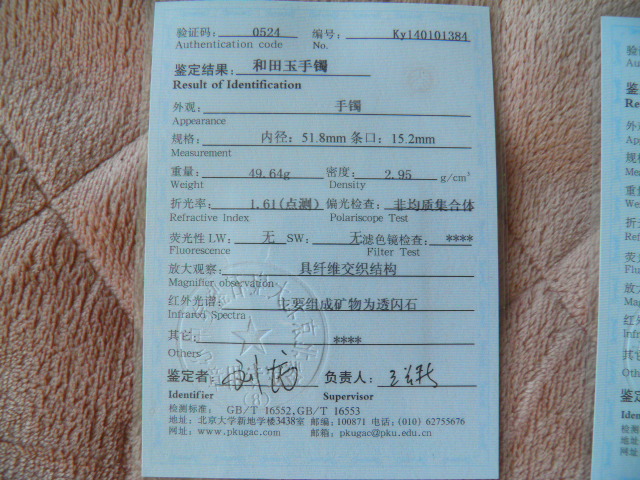 验证码: 0524 编号: Ky140101384
Authentication code No.
鉴定结果: 和田玉手镯
Result of Identification
外观: 手镯
Appearance
规格: 内径: 51.8mm 条口: 15.2mm
Measurement
重量: 49.64g 密度: 2.95 g/cm³
Weight Density
折光率: 1.61(点测) 偏光检查: 非均质集合体
Refractive Index Polariscope Test
荧光性 LW: 无 SW: 无 滤色镜检查: ****
Fluorescence Filter Test
放大观察: 具纤维交织结构
Magnifier observation
红外光谱: 主要组成矿物为透闪石
Infrared Spectra
其它: ****
Others
鉴定者: 负责人:
Identifier Supervisor
检测标准: GB/T 16552,GB/T 16553
地址: 北京大学新地学楼3438室 邮编: 100871 电话: (010) 62755676
网址: www.pkugac.com 邮箱: pkugac@pku.edu.cn